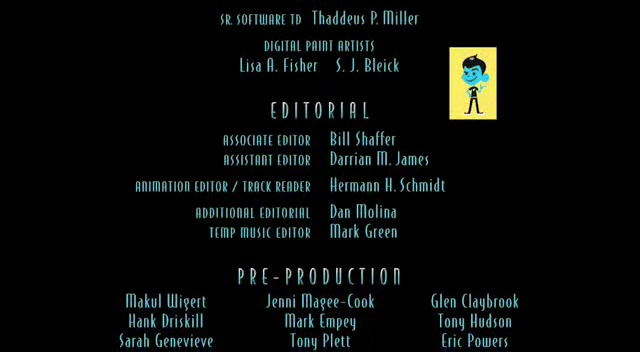 SR. SOFTWARE TD Thaddeus P. Miller
DIGITAL PAINT ARTISTS
Lisa A. Fisher S. J. Bleick
EDITORIAL
ASSOCIATE EDITOR Bill Shaffer
ASSISTANT EDITOR Darrian M. James
ANIMATION EDITOR / TRACK READER Hermann H. Schmidt
ADDITIONAL EDITORIAL Dan Molina
TEMP MUSIC EDITOR Mark Green
PRE-PRODUCTION
Makul Wigert Jenni Magee-Cook Glen Claybrook
Hank Driskill Mark Empey Tony Hudson
Sarah Genevieve Tony Plett Eric Powers